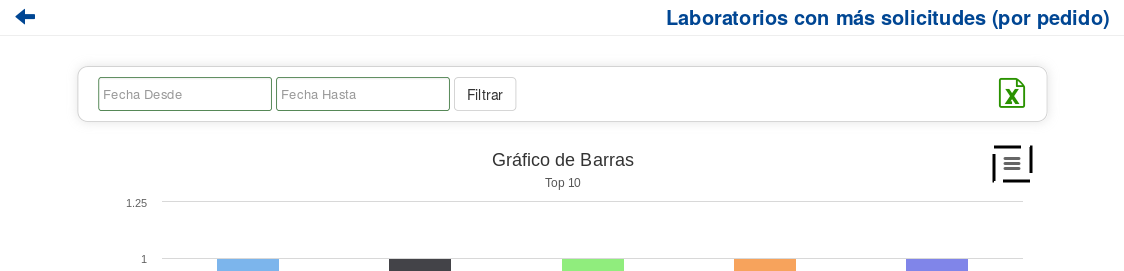 Laboratorios con más solicitudes (por pedido)
Fecha Desde Fecha Hasta Filtrar
Gráfico de Barras
Top 10
1.25
1